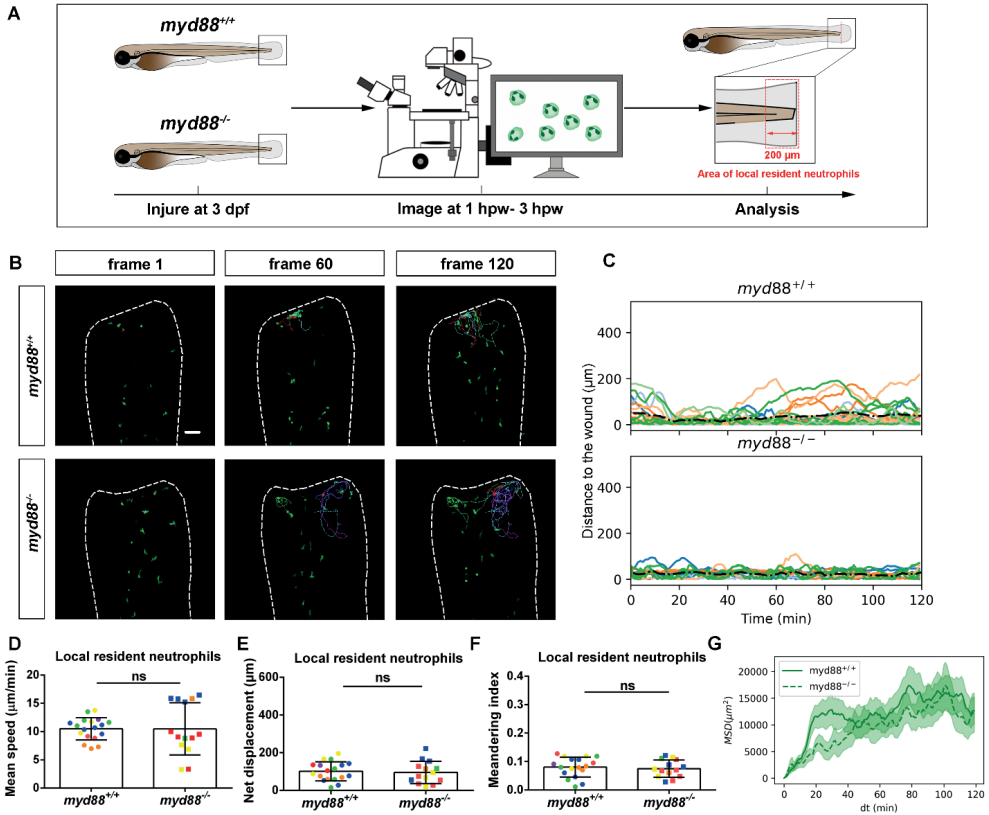 A
myd88+/+
myd88-/-
200 μm
Area of local resident neutrophils
Injure at 3 dpf
Image at 1 hpw- 3 hpw
Analysis
B
frame 1
frame 60
frame 120
myd88+/+
myd88-/-
C
myd88+/+
400
200
0
myd88−/−
400
200
0
Distance to the wound (μm)
0 20 40 60 80 100 120
Time (min)
D
Local resident neutrophils
ns
Mean speed (μm/min)
20
15
10
5
0
myd88+/+ myd88-/-
E
Local resident neutrophils
ns
Net displacement (μm)
600
400
200
0
myd88+/+ myd88-/-
F
Local resident neutrophils
ns
Meandering index
0.4
0.3
0.2
0.1
0.0
myd88+/+ myd88-/-
G
myd88+/+
myd88−/−
MSD(μm²)
20000
15000
10000
5000
0
0 20 40 60 80 100 120
dt (min)